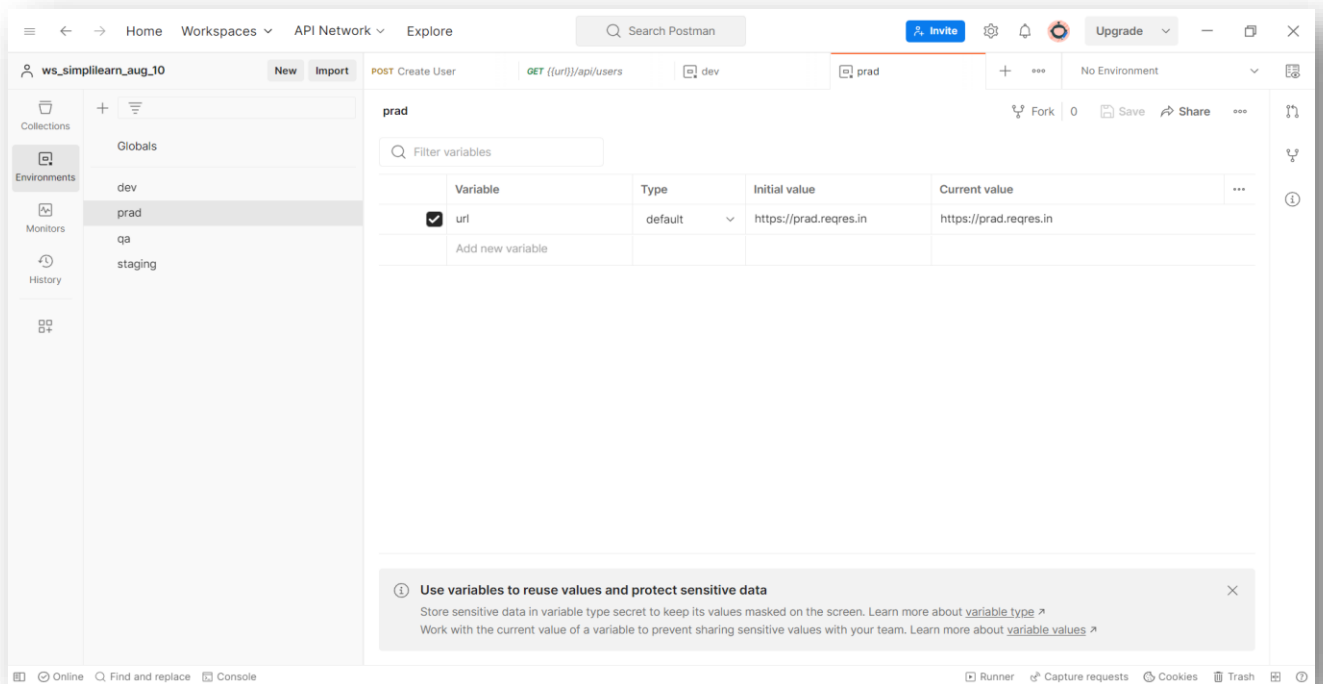 Home Workspaces API Network Explore Search Postman Invite Upgrade
ws_simplilearn_aug_10 New Import POST Create User GET {{url}}/api/users dev prad No Environment
Collections
Environments
Monitors
History
Globals
dev
prad
qa
staging
prad Fork 0 Save Share
Filter variables
Variable Type Initial value Current value
url default https://prad.reqres.in https://prad.reqres.in
Add new variable
Use variables to reuse values and protect sensitive data
Store sensitive data in variable type secret to keep its values masked on the screen. Learn more about variable type ↗
Work with the current value of a variable to prevent sharing sensitive values with your team. Learn more about variable values ↗
Online Find and replace Console Runner Capture requests Cookies Trash